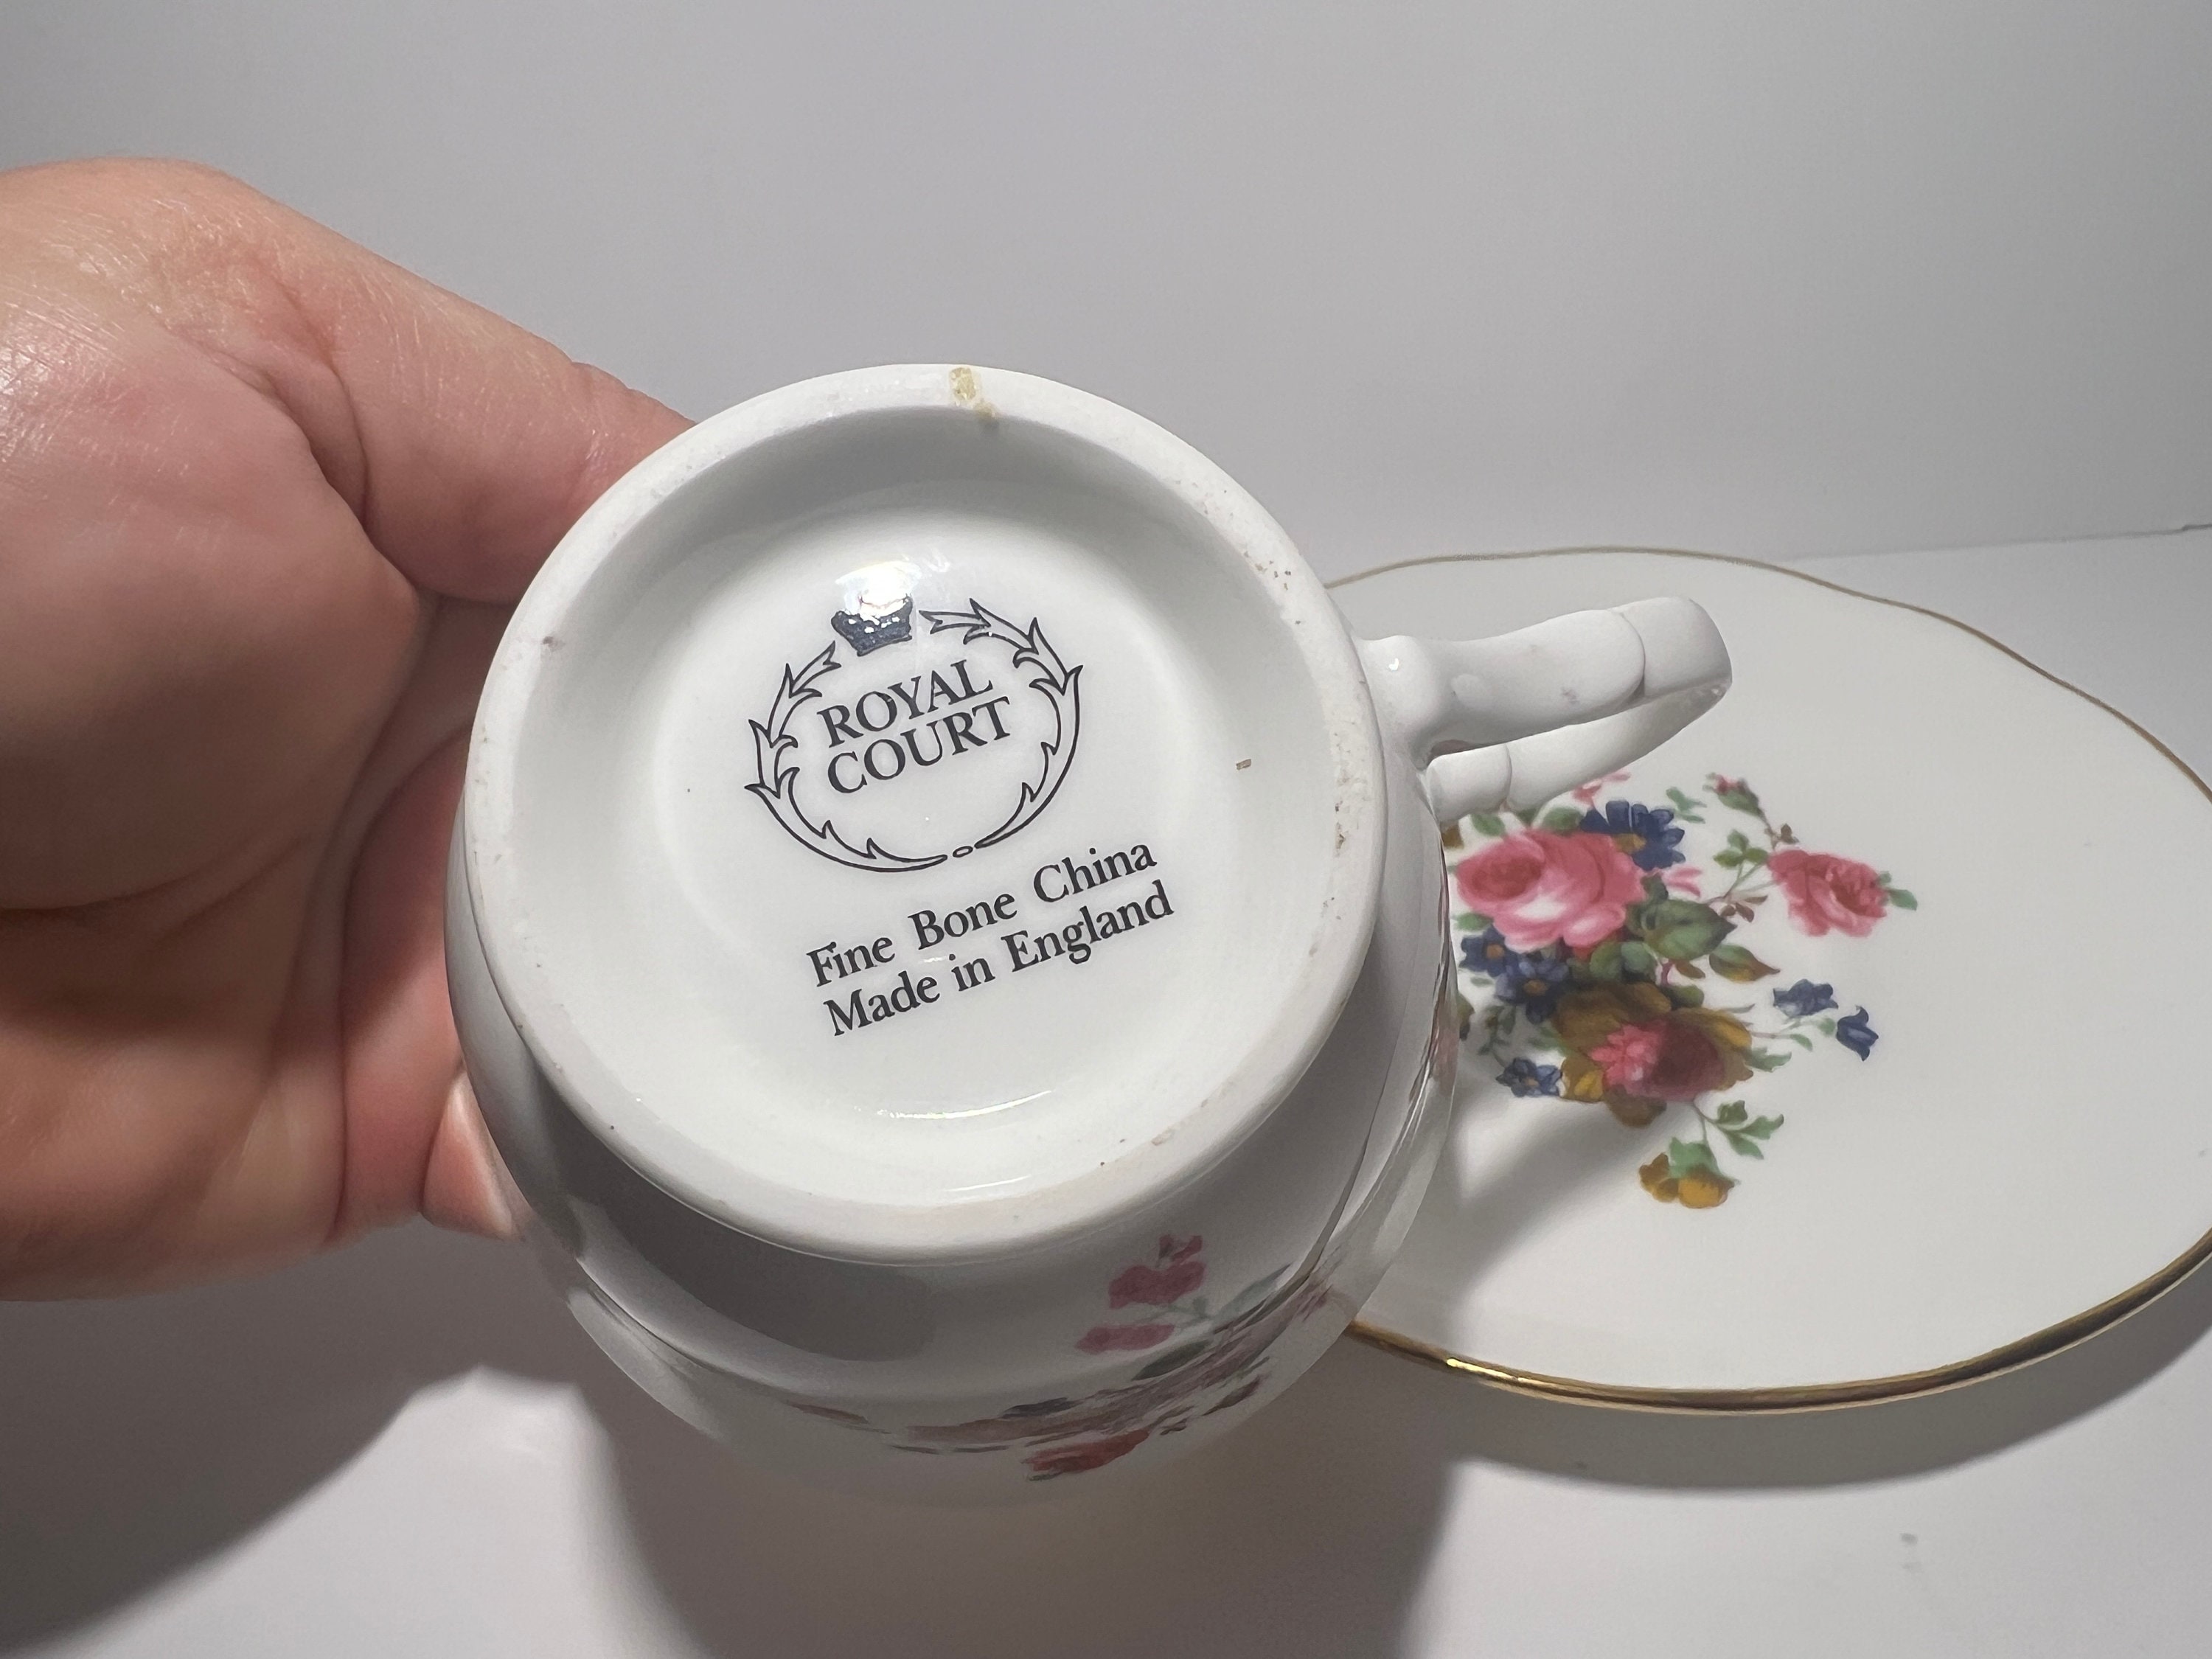 ROYAL
COURT
Fine Bone China
Made in England